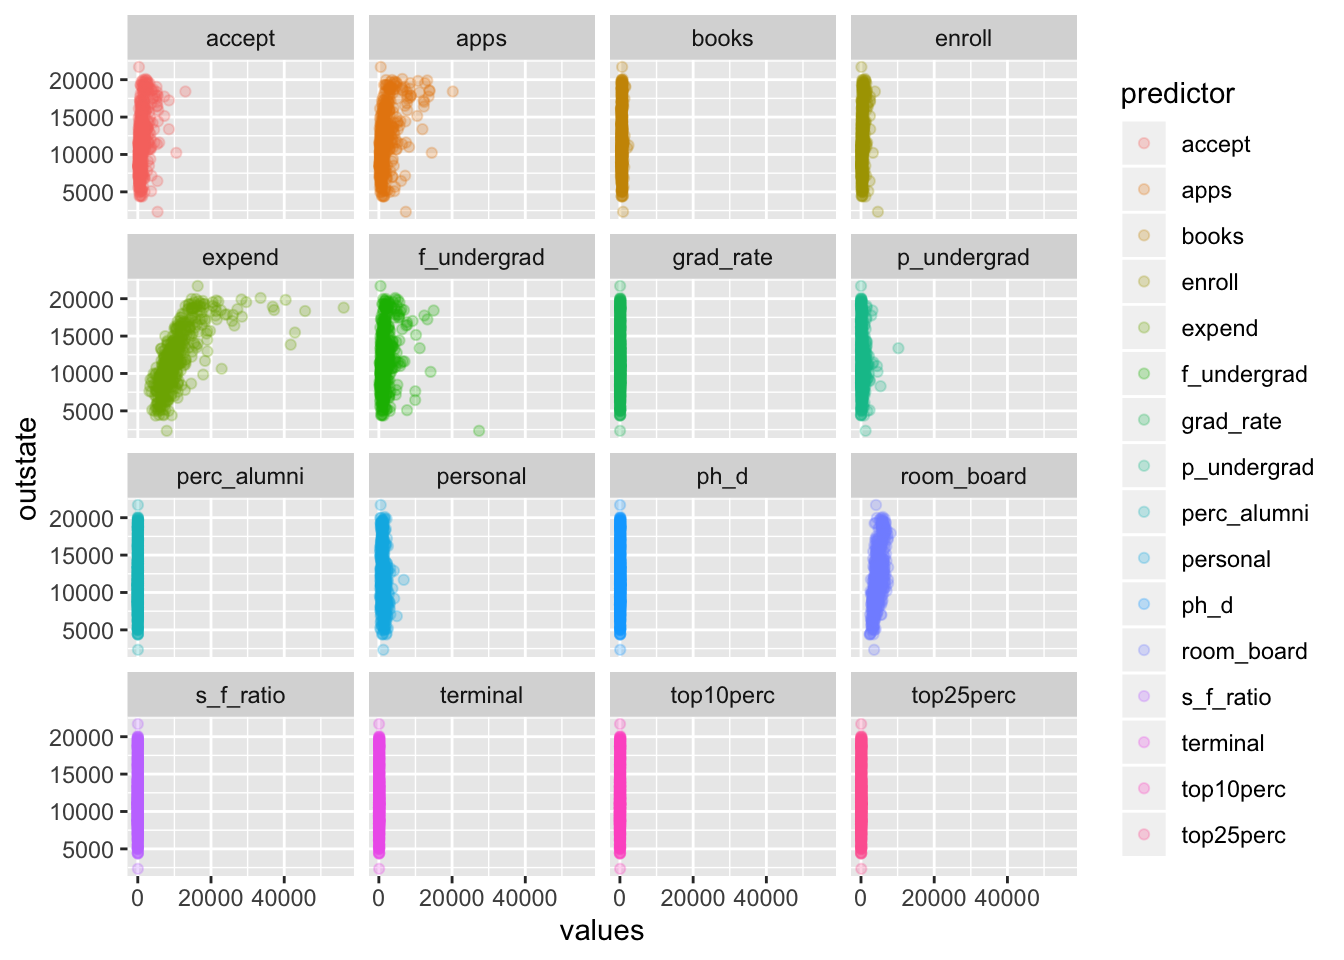 accept apps books enroll
20000
15000
10000
5000
expend f_undergrad grad_rate p_undergrad
20000
15000
10000
5000
perc_alumni personal ph_d room_board
20000
15000
10000
5000
s_f_ratio terminal top10perc top25perc
20000
15000
10000
5000
0 20000 40000 0 20000 40000 0 20000 40000 0 20000 40000
values
outstate
predictor
accept
apps
books
enroll
expend
f_undergrad
grad_rate
p_undergrad
perc_alumni
personal
ph_d
room_board
s_f_ratio
terminal
top10perc
top25perc